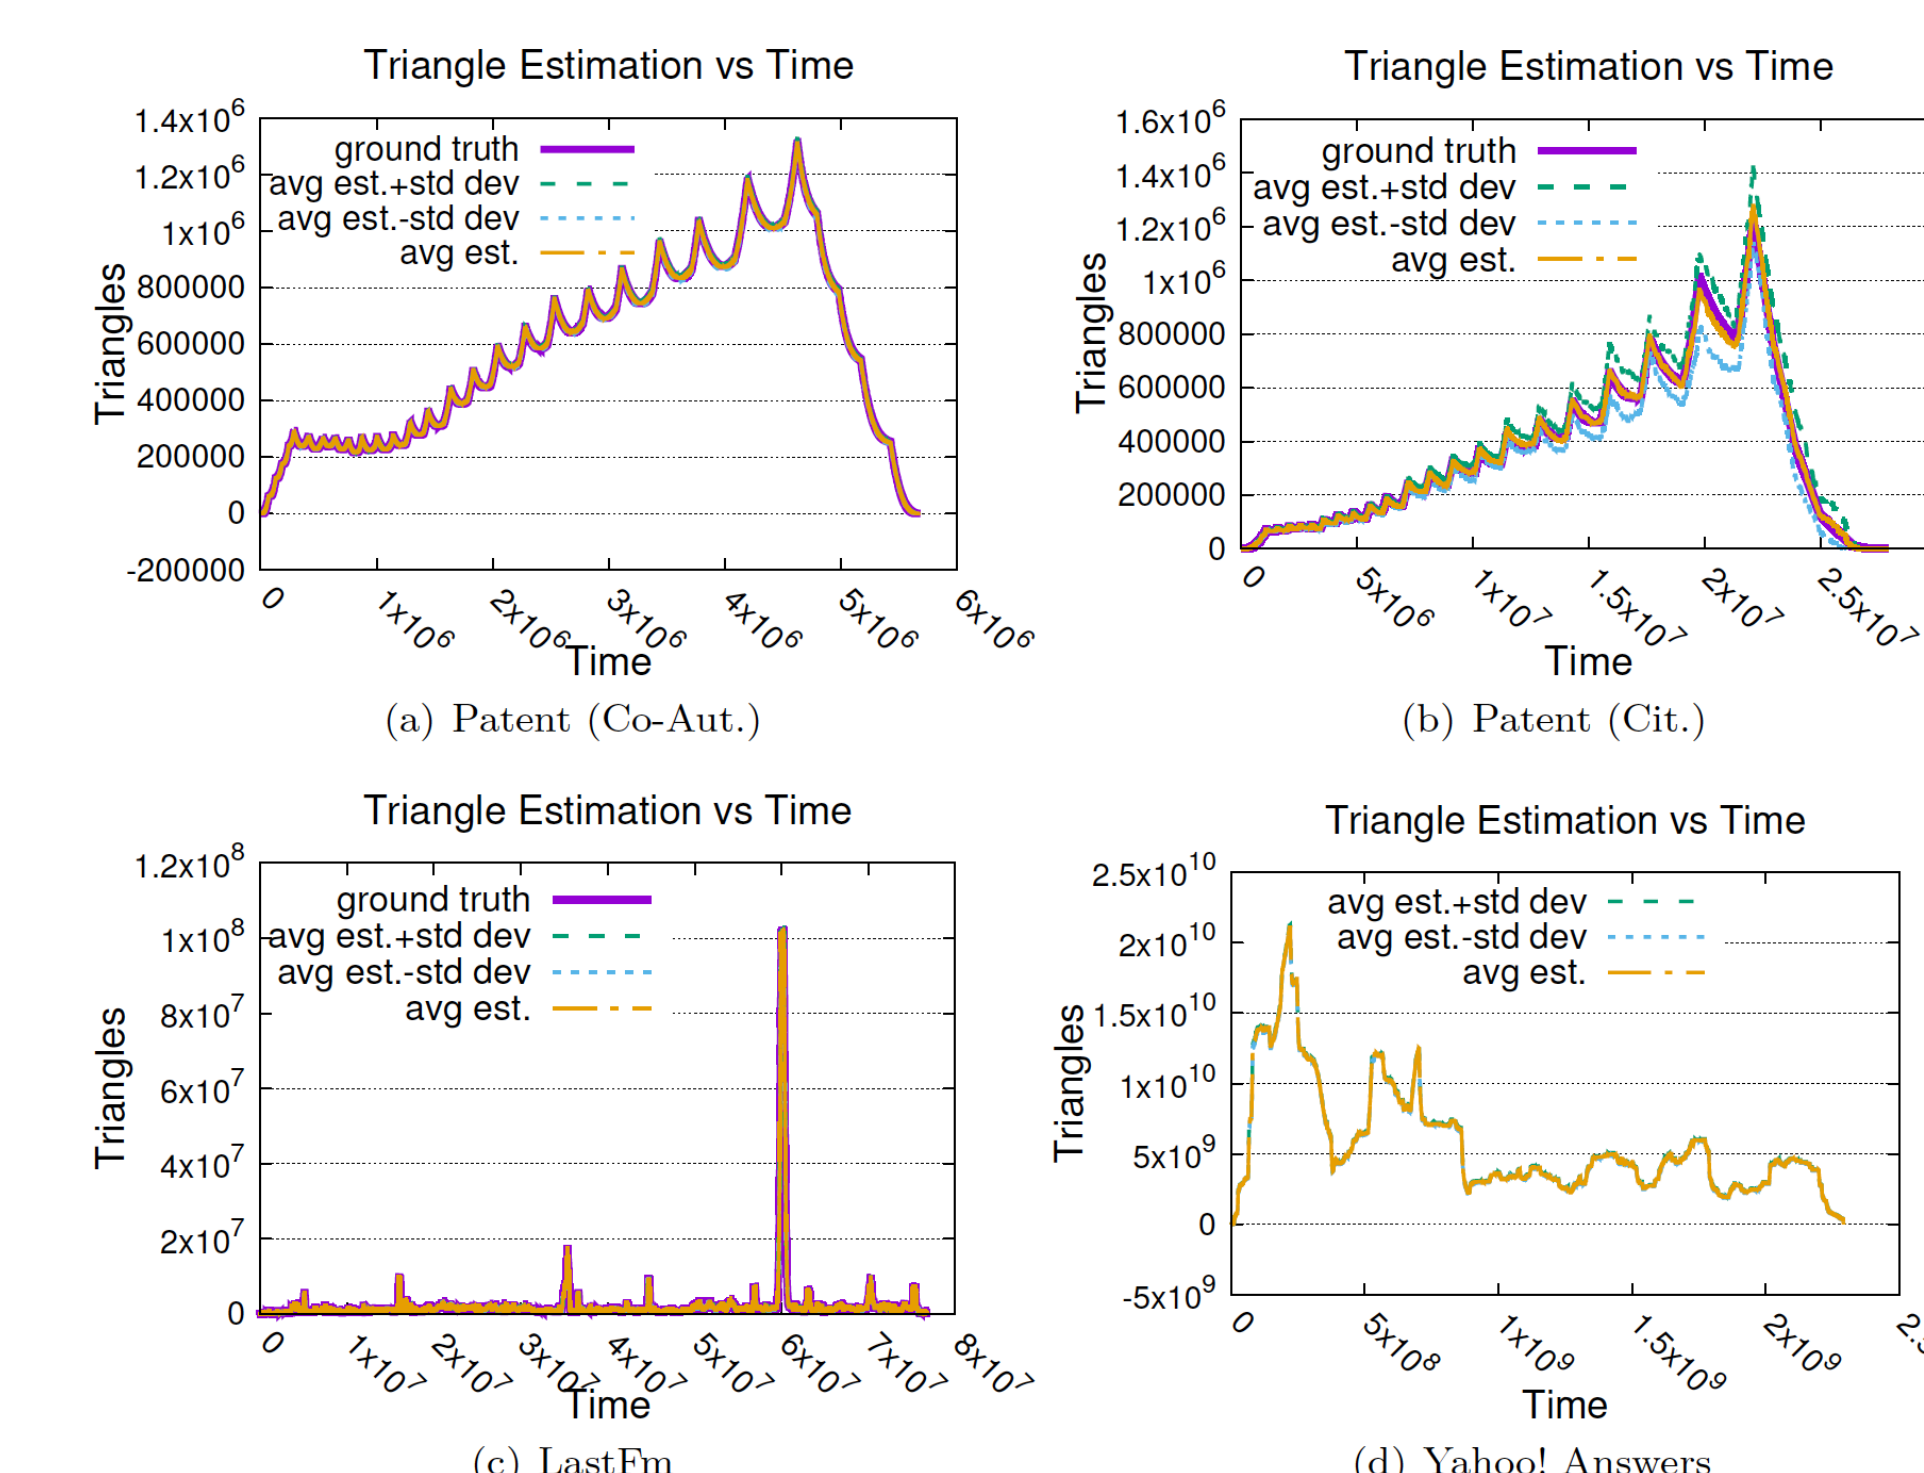 Triangle Estimation vs Time
1.4x10^6
1.2x10^6
1x10^6
800000
600000
400000
200000
0
-200000
Triangles
ground truth
avg est.+std dev
avg est.-std dev
avg est.
0
1x10^6
2x10^6
3x10^6
4x10^6
5x10^6
6x10^6
Time
(a) Patent (Co-Aut.)
Triangle Estimation vs Time
1.6x10^6
1.4x10^6
1.2x10^6
1x10^6
800000
600000
400000
200000
0
Triangles
ground truth
avg est.+std dev
avg est.-std dev
avg est.
0
5x10^6
1x10^7
1.5x10^7
2x10^7
2.5x10^7
Time
(b) Patent (Cit.)
Triangle Estimation vs Time
1.2x10^8
1x10^8
8x10^7
6x10^7
4x10^7
2x10^7
0
Triangles
ground truth
avg est.+std dev
avg est.-std dev
avg est.
0
1x10^7
2x10^7
3x10^7
4x10^7
5x10^7
6x10^7
7x10^7
8x10^7
Time
(c) LastFm
Triangle Estimation vs Time
2.5x10^10
2x10^10
1.5x10^10
1x10^10
5x10^9
0
-5x10^9
Triangles
avg est.+std dev
avg est.-std dev
avg est.
0
5x10^8
1x10^9
1.5x10^9
2x10^9
Time
(d) Yahoo! Answers